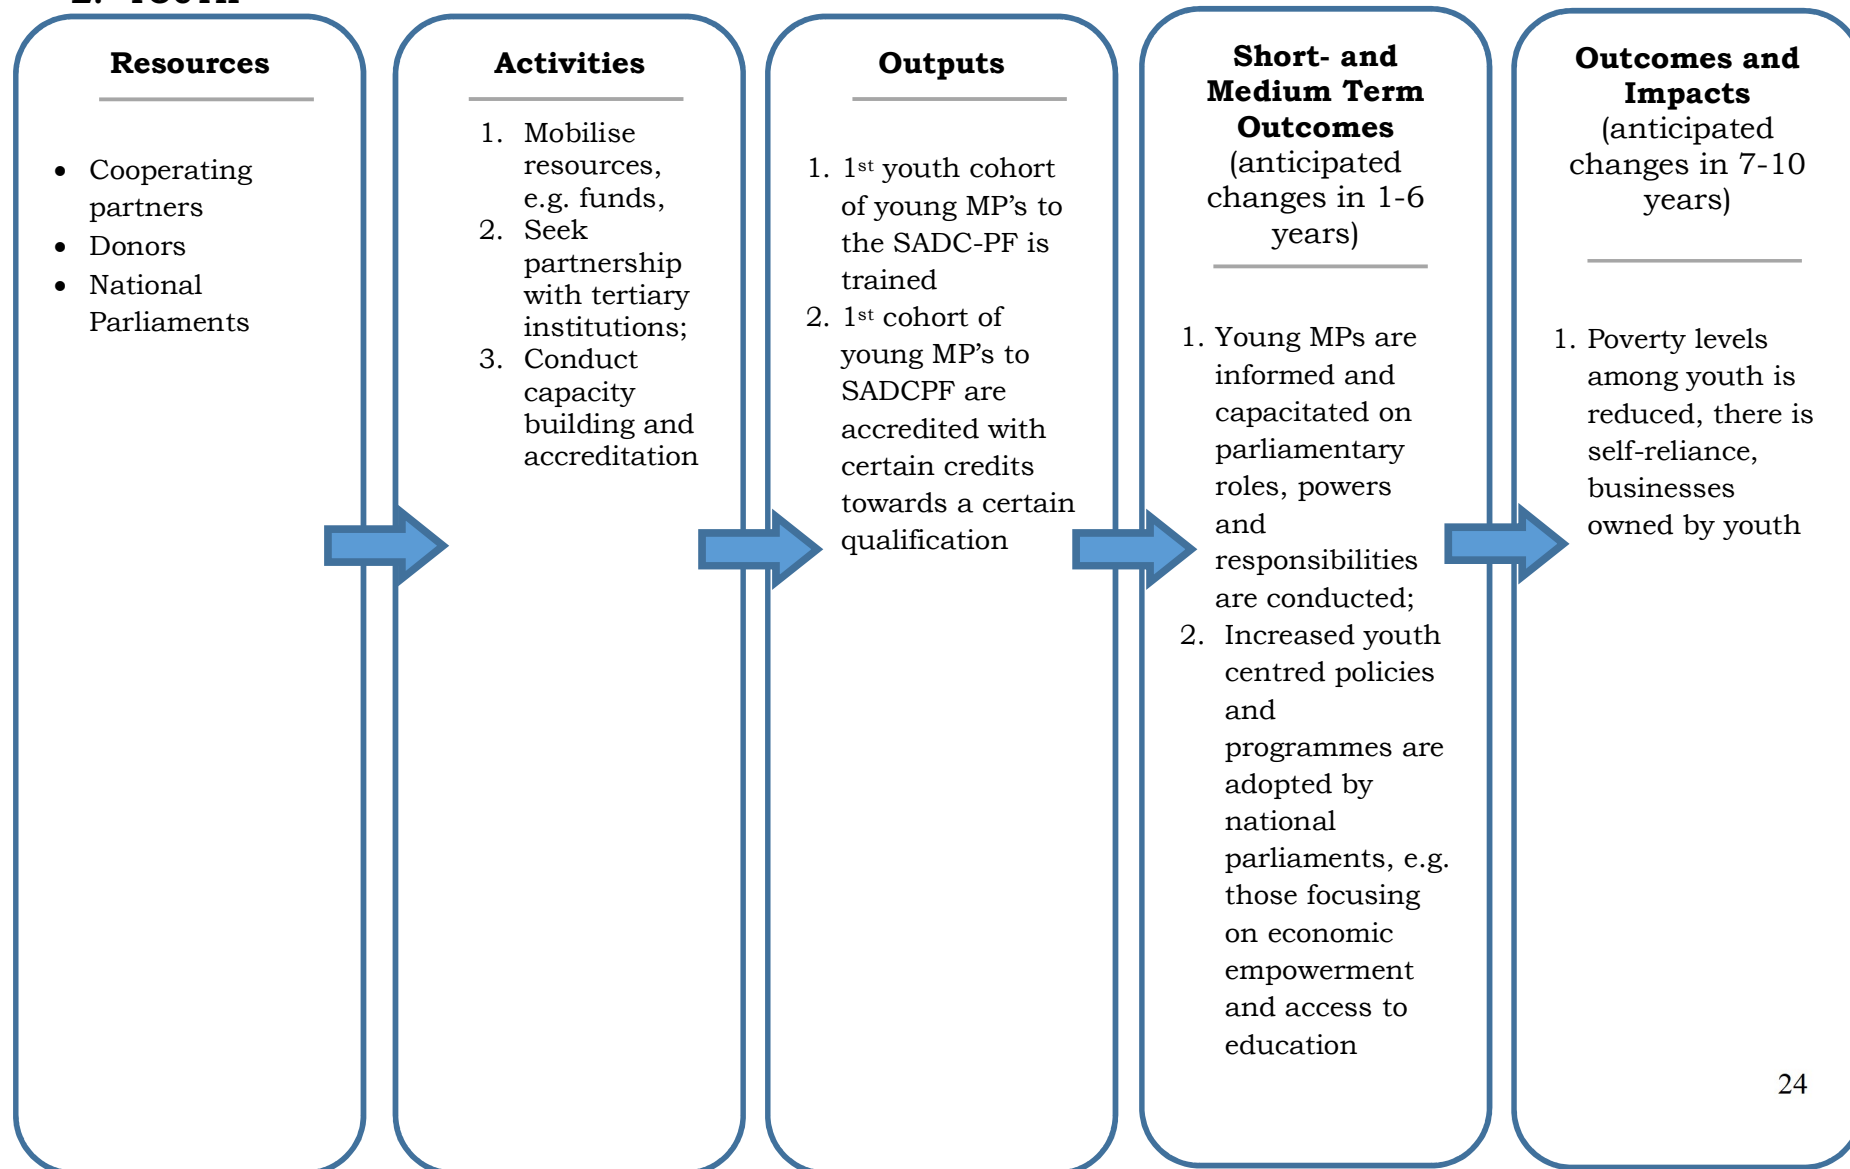 2. YOUTH
Resources
• Cooperating
partners
• Donors
• National
Parliaments
Activities
1. Mobilise
resources,
e.g. funds,
2. Seek
partnership
with tertiary
institutions;
3. Conduct
capacity
building and
accreditation
Outputs
1. 1st youth cohort
of young MP's to
the SADC-PF is
trained
2. 1st cohort of
young MP's to
SADCPF are
accredited with
certain credits
towards a certain
qualification
Short- and
Medium Term
Outcomes
(anticipated
changes in 1-6
years)
1. Young MPs are
informed and
capacitated on
parliamentary
roles, powers
and
responsibilities
are conducted;
2. Increased youth
centred policies
and
programmes are
adopted by
national
parliaments, e.g.
those focusing
on economic
empowerment
and access to
education
Outcomes and
Impacts
(anticipated
changes in 7-10
years)
1. Poverty levels
among youth is
reduced, there is
self-reliance,
businesses
owned by youth
24